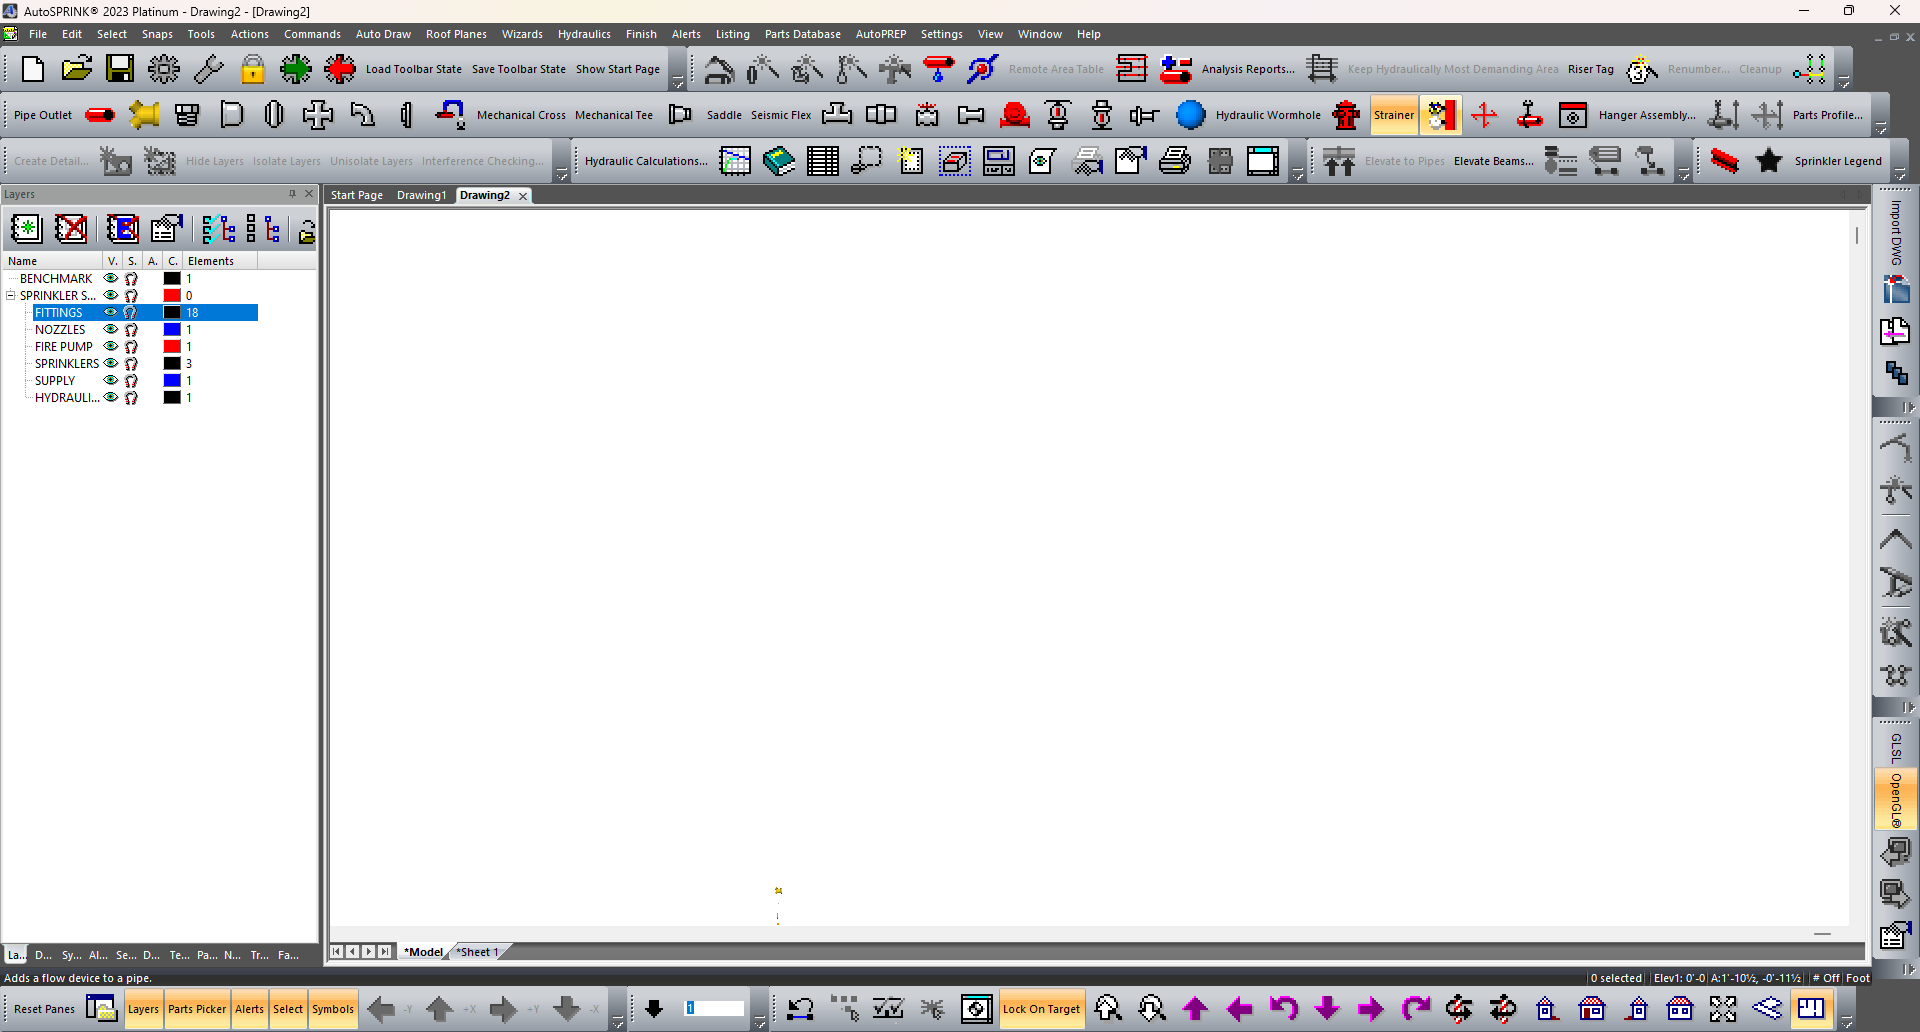 AutoSPRINK® 2023 Platinum - Drawing2 - [Drawing2]
File Edit Select Snaps Tools Actions Commands Auto Draw Roof Planes Wizards Hydraulics Finish Alerts Listing Parts Database AutoPREP Settings View Window Help
Load Toolbar State Save Toolbar State Show Start Page Remote Area Table Analysis Reports... Keep Hydraulically Most Demanding Area Riser Tag Renumber... Cleanup
Pipe Outlet Mechanical Cross Mechanical Tee Saddle Seismic Flex Hydraulic Wormhole Strainer Hanger Assembly... Parts Profile...
Create Detail... Hide Layers Isolate Layers Unisolate Layers Interference Checking... Hydraulic Calculations... Elevate to Pipes Elevate Beams... Sprinkler Legend
Layers
Start Page Drawing1 Drawing2
Import DWG
Name V. S. A. C. Elements
BENCHMARK 1
SPRINKLER S... 0
FITTINGS 18
NOZZLES 1
FIRE PUMP 1
SPRINKLERS 3
SUPPLY 1
HYDRAULI... 1
GLSL
OpenGL®
*Model *Sheet 1
La... D... Sy... Al... Se... D... Te... Pa... N... Tr... Fa...
Adds a flow device to a pipe.
0 selected Elev1: 0'-0 A:1'-10½, -0'-11½ # Off Foot
Reset Panes Layers Parts Picker Alerts Select Symbols -Y +X +Y -X 1 Lock On Target